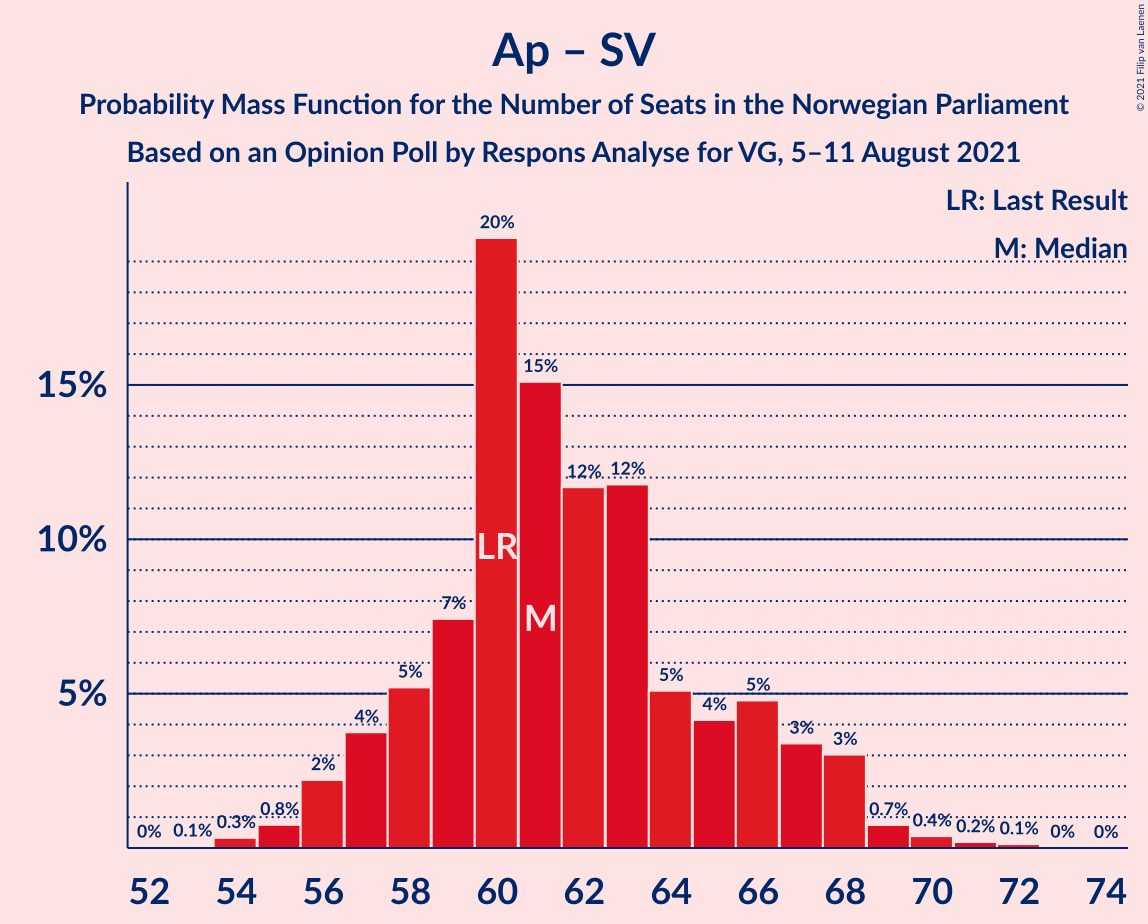 © 2021 Filip van Laenen
Ap – SV
Probability Mass Function for the Number of Seats in the Norwegian Parliament
Based on an Opinion Poll by Respons Analyse for VG, 5–11 August 2021
LR: Last Result
M: Median
20%
15%
15%
12% 12%
10%
LR
7%
M
5%
5%
5%
5%
4%
4%
3%
3%
2%
0%
0.1%
0.3%
0.8%
0.7%
0.4%
0.2%
0.1%
0%
0%
52 54 56 58 60 62 64 66 68 70 72 74